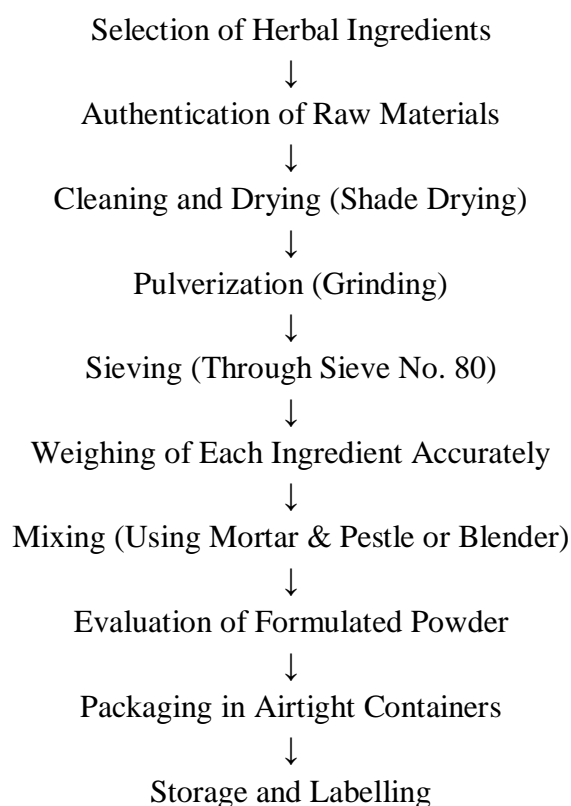 Selection of Herbal Ingredients
↓
Authentication of Raw Materials
↓
Cleaning and Drying (Shade Drying)
↓
Pulverization (Grinding)
↓
Sieving (Through Sieve No. 80)
↓
Weighing of Each Ingredient Accurately
↓
Mixing (Using Mortar & Pestle or Blender)
↓
Evaluation of Formulated Powder
↓
Packaging in Airtight Containers
↓
Storage and Labelling